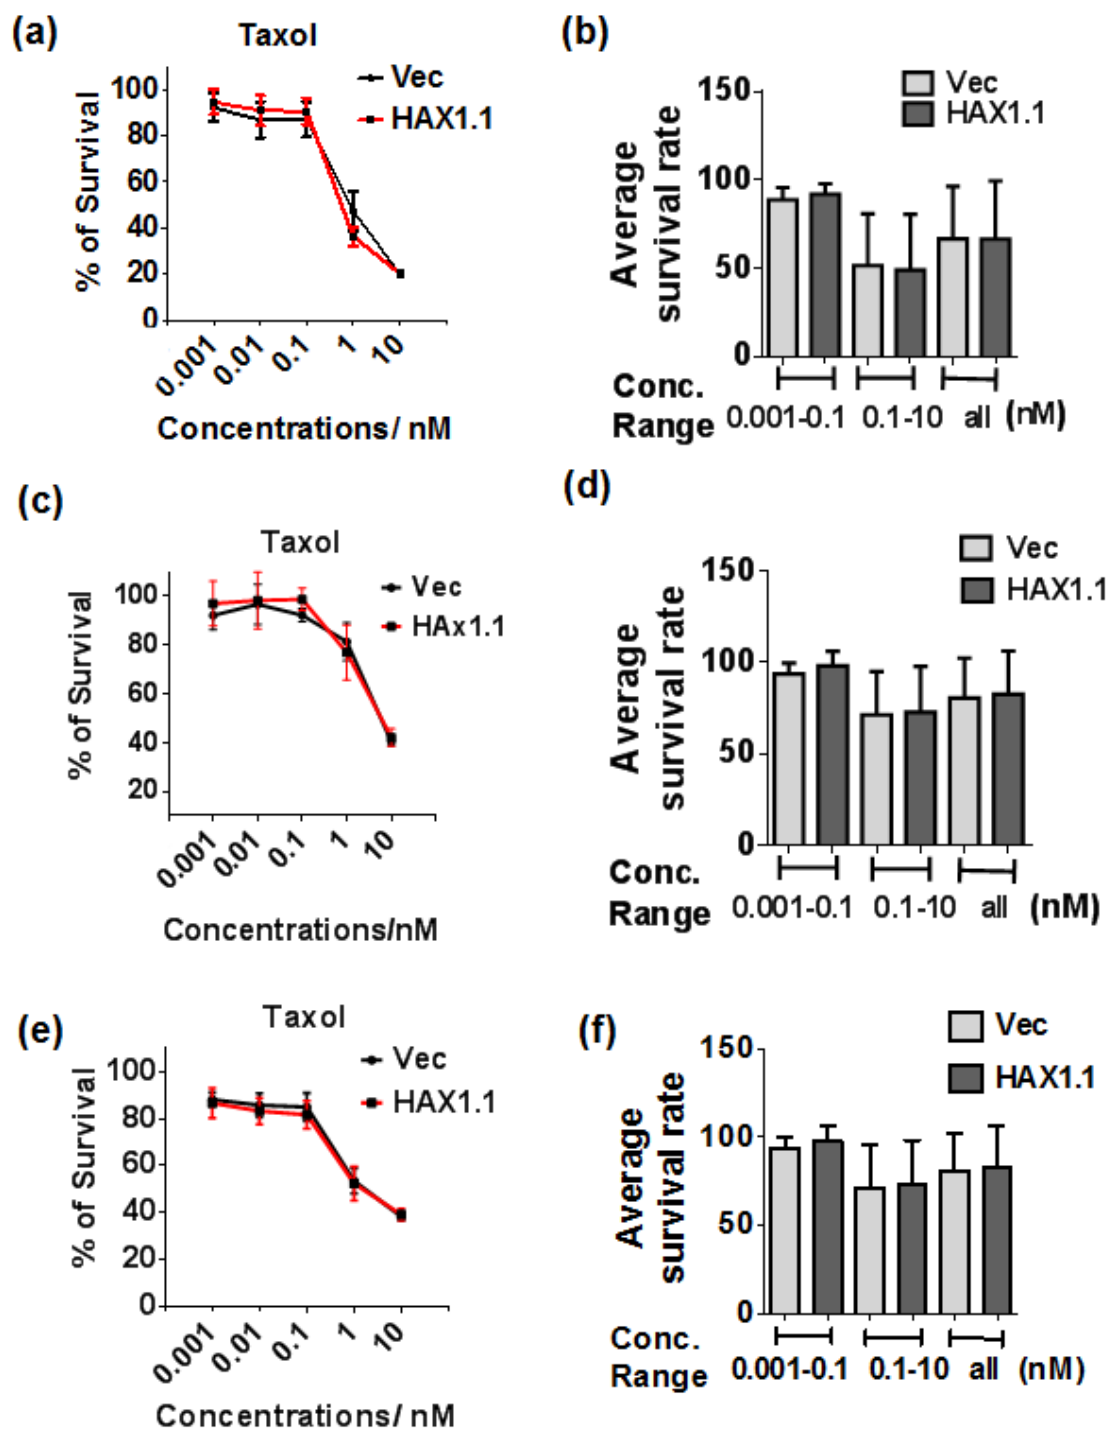 (a)
Taxol
Vec
HAX1.1
% of Survival
100
80
60
40
20
0
0.001
0.01
0.1
1
10
Concentrations/ nM
(b)
Vec
HAX1.1
Average
survival rate
150
100
50
0
Conc.
Range 0.001-0.1 0.1-10 all (nM)
(c)
Taxol
Vec
HAx1.1
% of Survival
100
80
60
40
20
0.001
0.01
0.1
1
10
Concentrations/nM
(d)
Vec
HAX1.1
Average
survival rate
150
100
50
0
Conc.
Range 0.001-0.1 0.1-10 all (nM)
(e)
Taxol
Vec
HAX1.1
% of Survival
100
80
60
40
20
0
0.001
0.01
0.1
1
10
Concentrations/ nM
(f)
Vec
HAX1.1
Average
survival rate
150
100
50
0
Conc.
Range 0.001-0.1 0.1-10 all (nM)